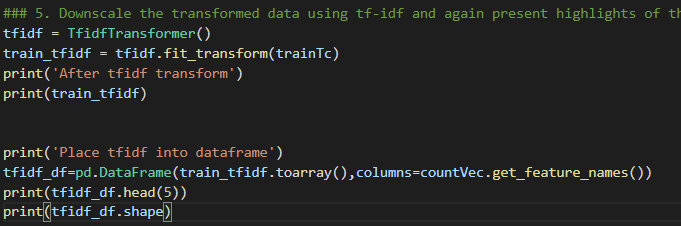 ### 5. Downscale the transformed data using tf-idf and again present highlights of
tfidf = TfidfTransformer()
train_tfidf = tfidf.fit_transform(trainTc)
print('After tfidf transform')
print(train_tfidf)
print('Place tfidf into dataframe')
tfidf_df=pd.DataFrame(train_tfidf.toarray(),columns=countVec.get_feature_names())
print(tfidf_df.head(5))
print(tfidf_df.shape)